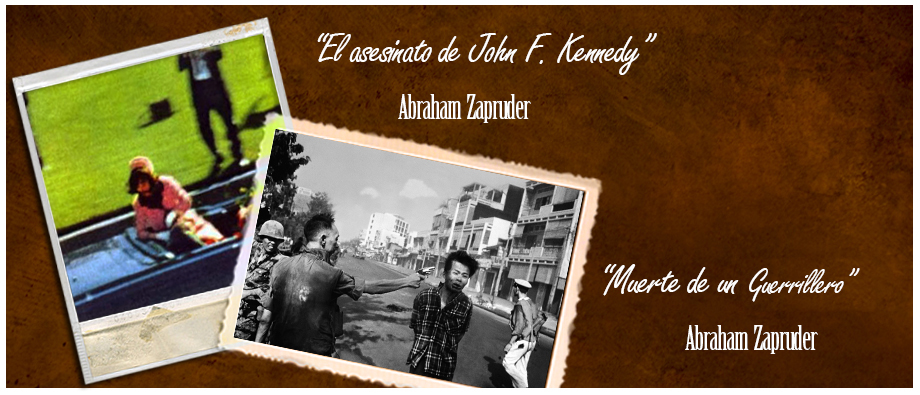 “El asesinato de John F. Kennedy”
Abraham Zapruder
“Muerte de un Guerrillero”
Abraham Zapruder